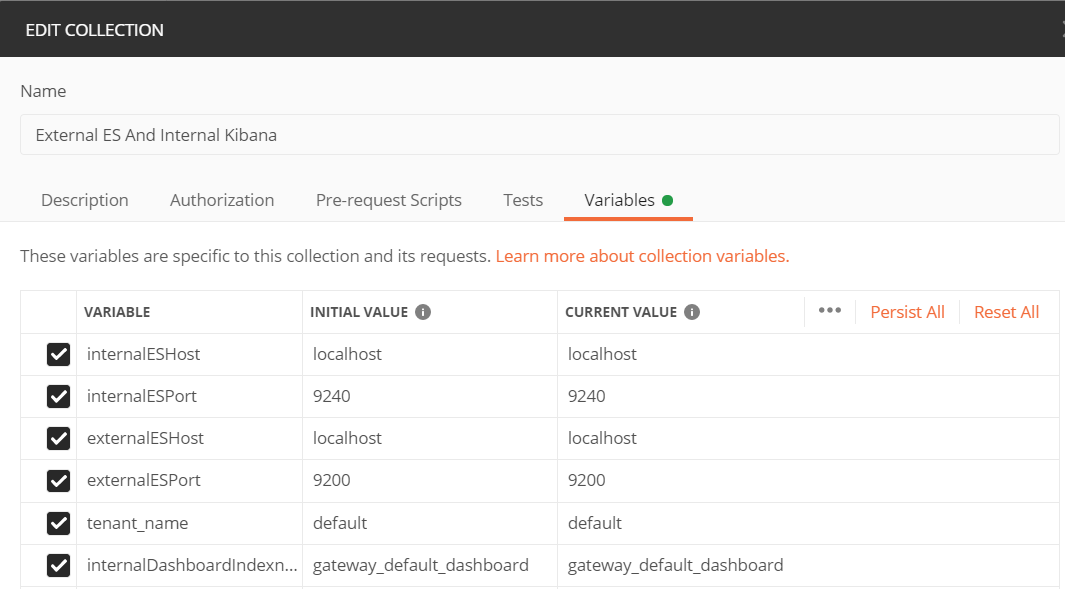 EDIT COLLECTION
Name
External ES And Internal Kibana
Description Authorization Pre-request Scripts Tests Variables
These variables are specific to this collection and its requests. Learn more about collection variables.
VARIABLE INITIAL VALUE CURRENT VALUE ••• Persist All Reset All
internalESHost localhost localhost
internalESPort 9240 9240
externalESHost localhost localhost
externalESPort 9200 9200
tenant_name default default
internalDashboardIndexn... gateway_default_dashboard gateway_default_dashboard